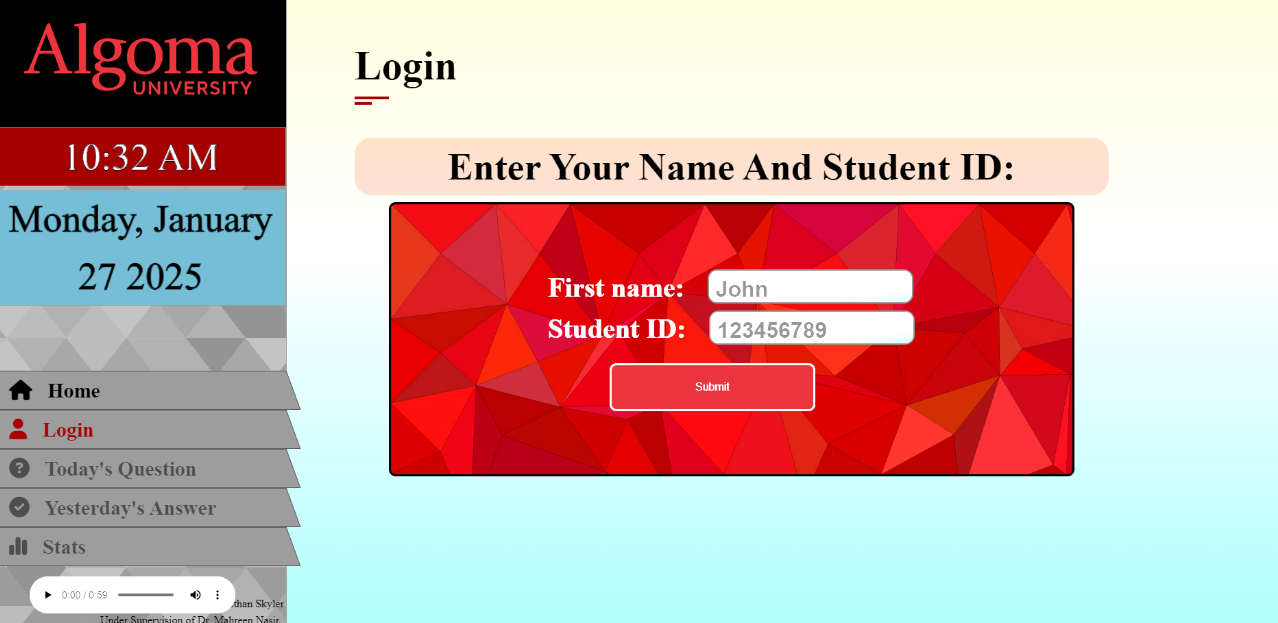 Algoma
UNIVERSITY
10:32 AM
Monday, January
27 2025
Home
Login
Today's Question
Yesterday's Answer
Stats
0:00 / 0:59
Skyler
Under Supervision of Dr. Mahreen Nasir
Login
Enter Your Name And Student ID:
First name:
John
Student ID:
123456789
Submit